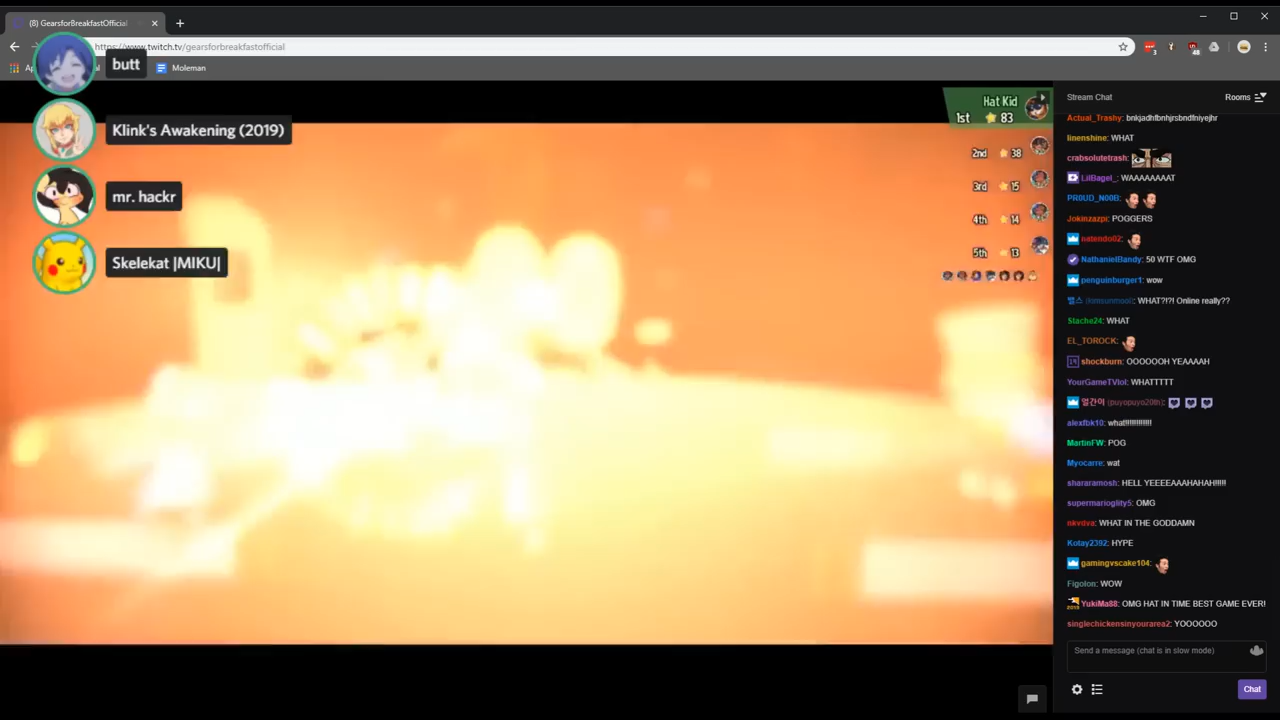 (8) GearsforBreakfastOfficial
https://www.twitch.tv/gearsforbreakfastofficial
Moleman
butt
Klink's Awakening (2019)
mr. hackr
Skelekat |MIKU|
Hat Kid
1st 83
2nd 38
3rd 15
4th 14
5th 13
Stream Chat
Rooms
Actual_Trashy: bnkjadhfbnhjrsbndfniyejhr
linenshine: WHAT
crabsolutetrash:
LilBagel_: WAAAAAAAAT
PR0UD_N00B:
Jokinzazpi: POGGERS
natendo02:
NathanielBandy: 50 WTF OMG
penguinburger1: wow
WHAT?!?! Online really??
Stache24: WHAT
EL_TOROCK:
shockburn: OOOOOOH YEAAAAH
YourGameTVlol: WHATTTTT
(puyopuyo20th):
alexfbk10: what!!!!!!!!!!!!!
MartinFW: POG
Myocarre: wat
shararamosh: HELL YEEEEAAAHAHAH!!!!!
supermarioglity5: OMG
nkvdva: WHAT IN THE GODDAMN
Kotay2392: HYPE
gamingvscake104:
Figolon: WOW
YukiMa88: OMG HAT IN TIME BEST GAME EVER!
singlechickensinyourarea2: YOOOOOO
Send a message (chat is in slow mode)
Chat